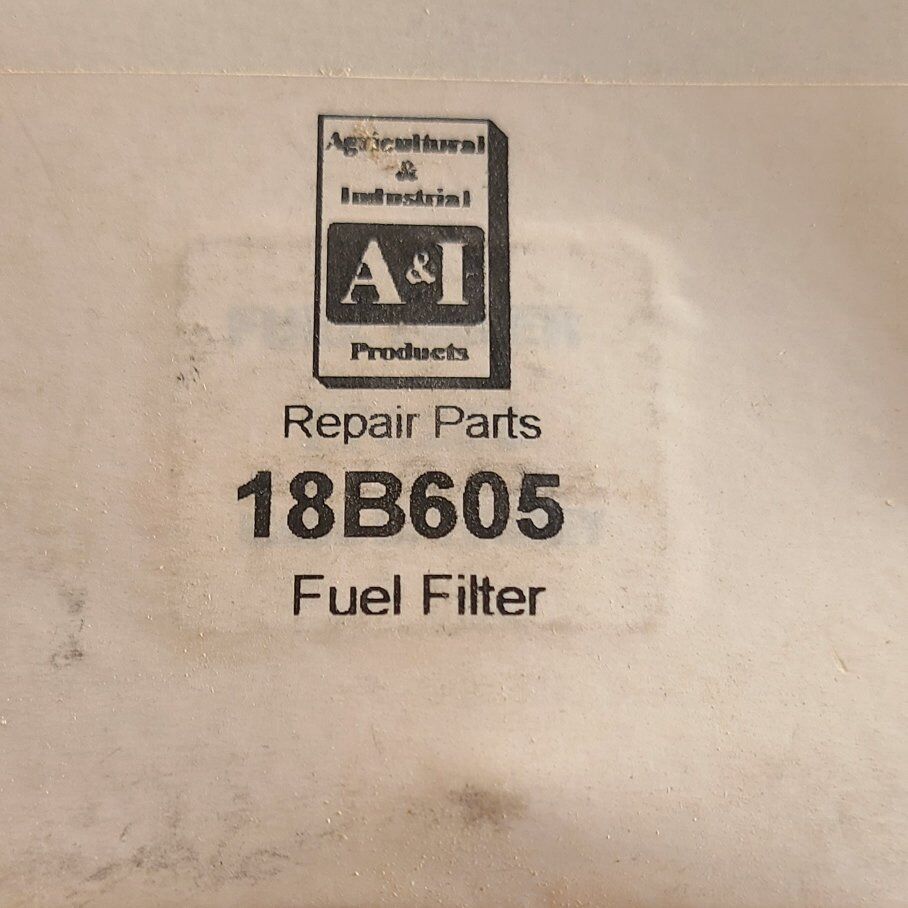 Agricultural
&
Industrial
A&I
Products
Repair Parts
18B605
Fuel Filter